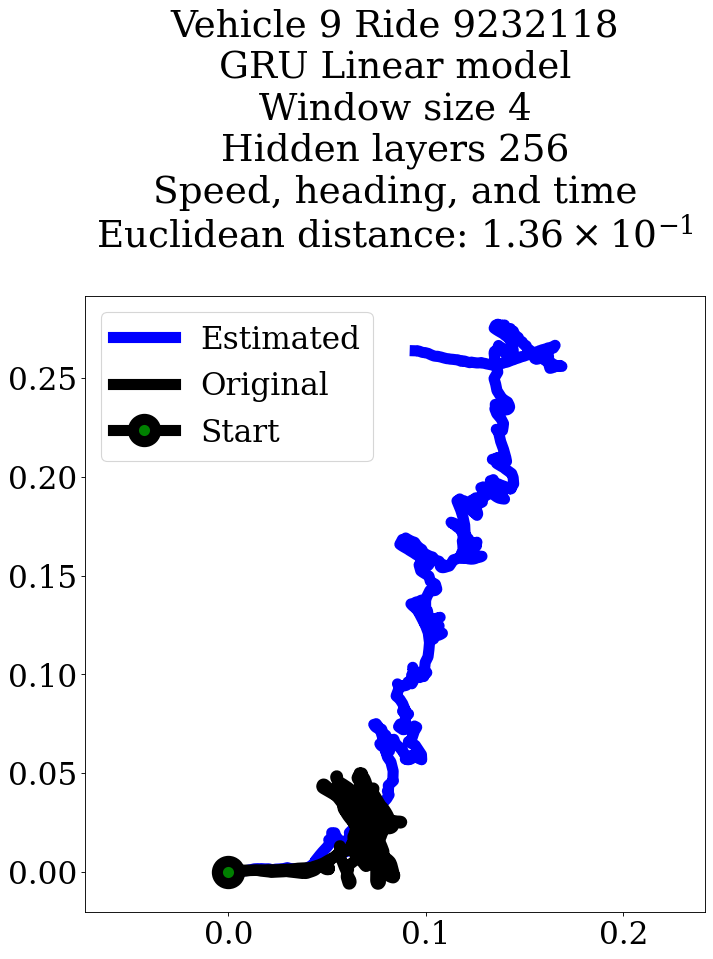 Vehicle 9 Ride 9232118
GRU Linear model
Window size 4
Hidden layers 256
Speed, heading, and time
Euclidean distance: 1.36 × 10⁻¹
Estimated
Original
Start
0.25
0.20
0.15
0.10
0.05
0.00
0.0 0.1 0.2